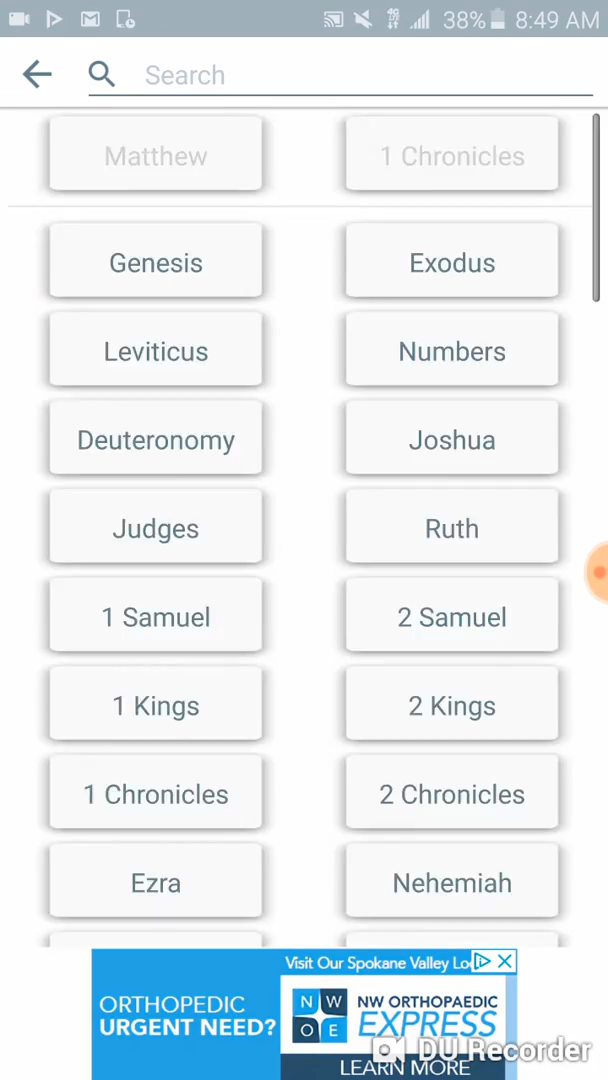 38% 8:49 AM
Search
Matthew 1 Chronicles
Genesis Exodus
Leviticus Numbers
Deuteronomy Joshua
Judges Ruth
1 Samuel 2 Samuel
1 Kings 2 Kings
1 Chronicles 2 Chronicles
Ezra Nehemiah
Visit Our Spokane Valley Lo
ORTHOPEDIC
URGENT NEED?
N W
O E
NW ORTHOPAEDIC
EXPRESS
LEARN MORE
DU Recorder